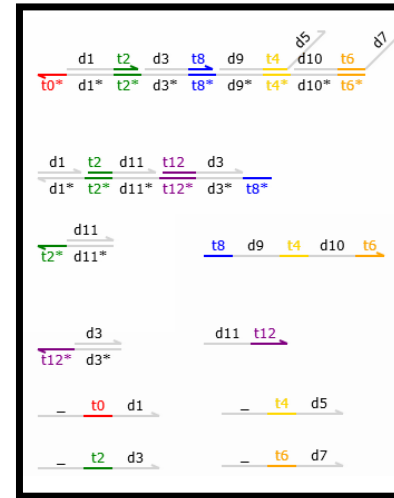 d1 t2 d3 t8 d9 t4 d5 d10 t6 d7
t0* d1* t2* d3* t8* d9* t4* d10* t6*
d1 t2 d11 t12 d3
d1* t2* d11* t12* d3* t8*
d11
t2* d11*
t8 d9 t4 d10 t6
d3
t12* d3*
d11 t12
_ t0 d1
_ t4 d5
_ t2 d3
_ t6 d7